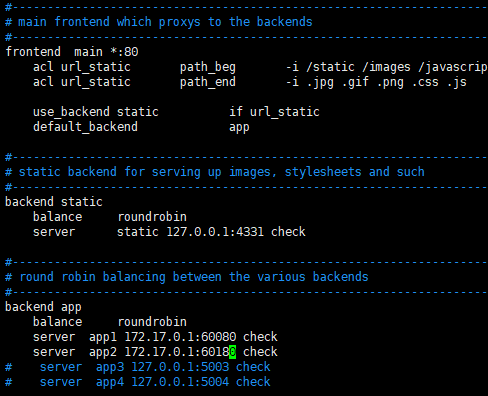 #---------------------------------------------------------------------
# main frontend which proxys to the backends
#---------------------------------------------------------------------
frontend  main *:80
    acl url_static       path_beg       -i /static /images /javascrip
    acl url_static       path_end       -i .jpg .gif .png .css .js

    use_backend static          if url_static
    default_backend             app

#---------------------------------------------------------------------
# static backend for serving up images, stylesheets and such
#---------------------------------------------------------------------
backend static
    balance     roundrobin
    server      static 127.0.0.1:4331 check

#---------------------------------------------------------------------
# round robin balancing between the various backends
#---------------------------------------------------------------------
backend app
    balance     roundrobin
    server  app1 172.17.0.1:60080 check
    server  app2 172.17.0.1:60180 check
#    server  app3 127.0.0.1:5003 check
#    server  app4 127.0.0.1:5004 check